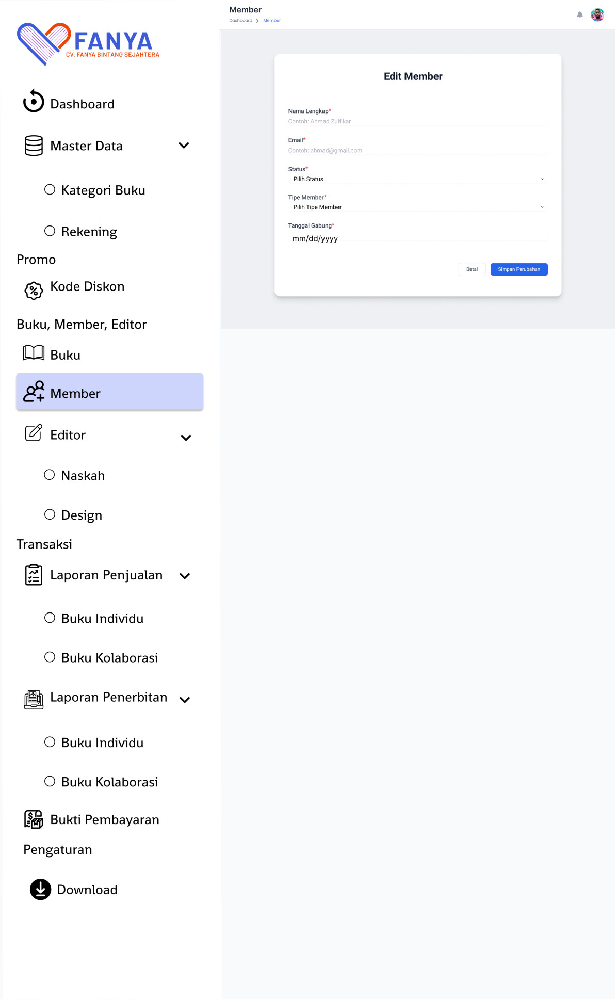 FANYA
CV. FANYA BINTANG SEJAHTERA
Dashboard
Master Data
Kategori Buku
Rekening
Promo
Kode Diskon
Buku, Member, Editor
Buku
Member
Editor
Naskah
Design
Transaksi
Laporan Penjualan
Buku Individu
Buku Kolaborasi
Laporan Penerbitan
Buku Individu
Buku Kolaborasi
Bukti Pembayaran
Pengaturan
Download
Member
Dashboard > Member
Edit Member
Nama Lengkap*
Contoh: Ahmad Zulfikar
Email*
Contoh: ahmad@gmail.com
Status*
Pilih Status
Tipe Member*
Pilih Tipe Member
Tanggal Gabung*
mm/dd/yyyy
Batal Simpan Perubahan